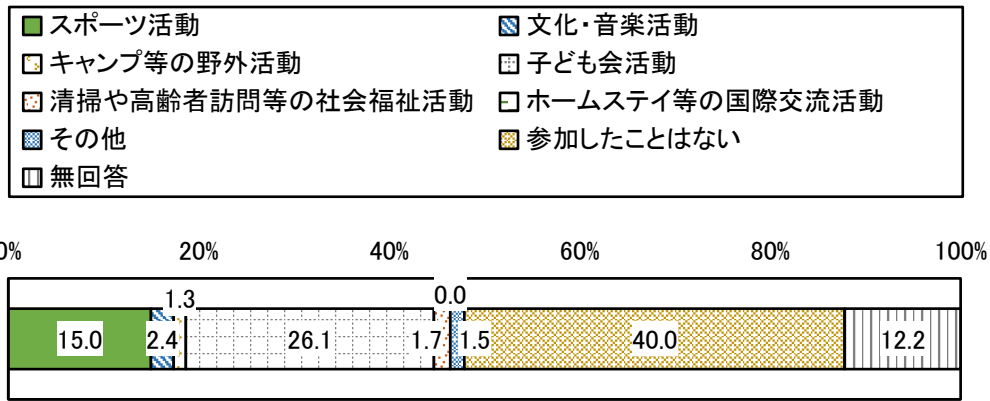 スポーツ活動 文化・音楽活動
キャンプ等の野外活動 子ども会活動
清掃や高齢者訪問等の社会福祉活動 ホームステイ等の国際交流活動
その他 参加したことはない
無回答
0% 20% 40% 60% 80% 100%
1.3 0.0
15.0 2.4 26.1 1.7 1.5 40.0 12.2